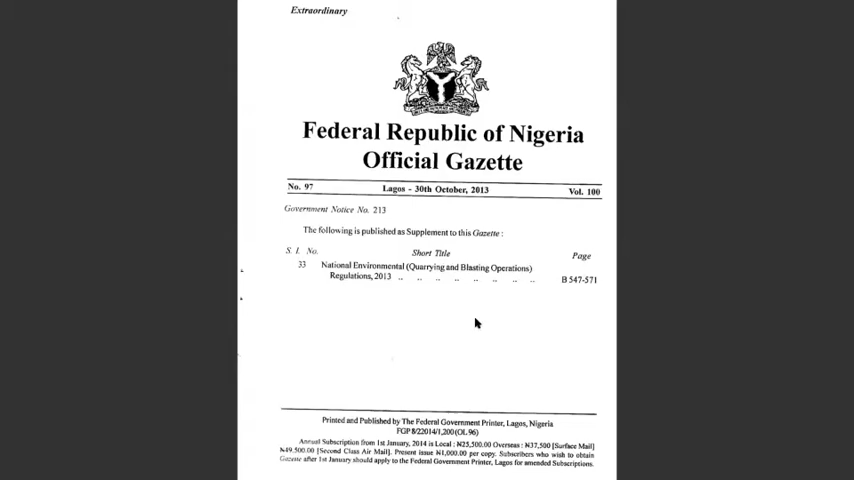 Extraordinary
Federal Republic of Nigeria
Official Gazette
No. 97 Lagos - 30th October, 2013 Vol. 100
Government Notice No. 213
The following is published as Supplement to this Gazette :
S. I. No. Short Title Page
33 National Environmental (Quarrying and Blasting Operations)
Regulations, 2013 .. .. .. .. .. .. .. .. B 547-571
Printed and Published by The Federal Government Printer, Lagos, Nigeria
FGP 8/22014/1,200 (OL 96)
Annual Subscription from 1st January, 2014 is Local : ₦25,500.00 Overseas : ₦37,500 [Surface Mail]
₦49,500.00 [Second Class Air Mail]. Present issue ₦1,000.00 per copy. Subscribers who wish to obtain
Gazette after 1st January should apply to the Federal Government Printer, Lagos for amended Subscriptions.